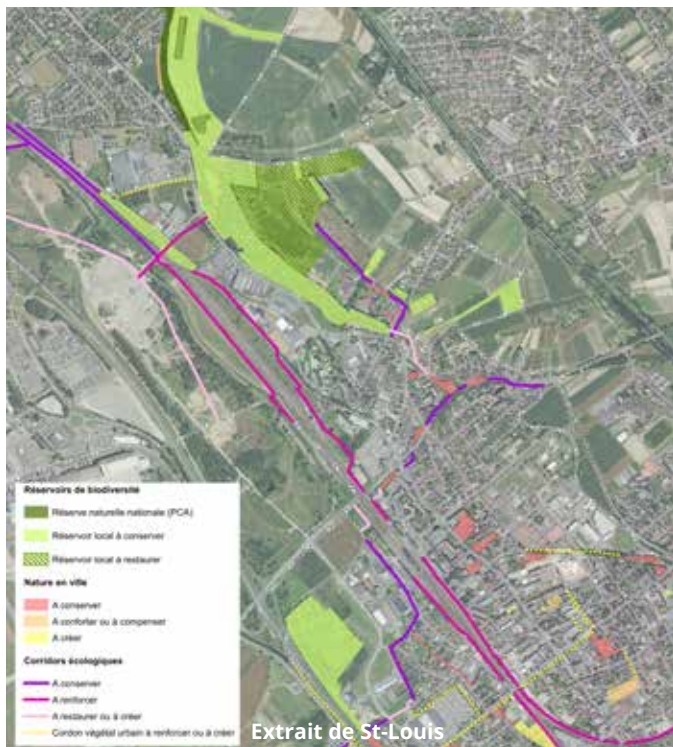 Réservoirs de biodiversité
Réserve naturelle nationale (PCA)
Réservoir local à conserver
Réservoir local à restaurer
Nature en ville
A conserver
A conforter ou à compenser
A créer
Corridors écologiques
A conserver
A renforcer
A restaurer ou à créer
Cordon végétal urbain à renforcer ou à créer
Extrait de St-Louis